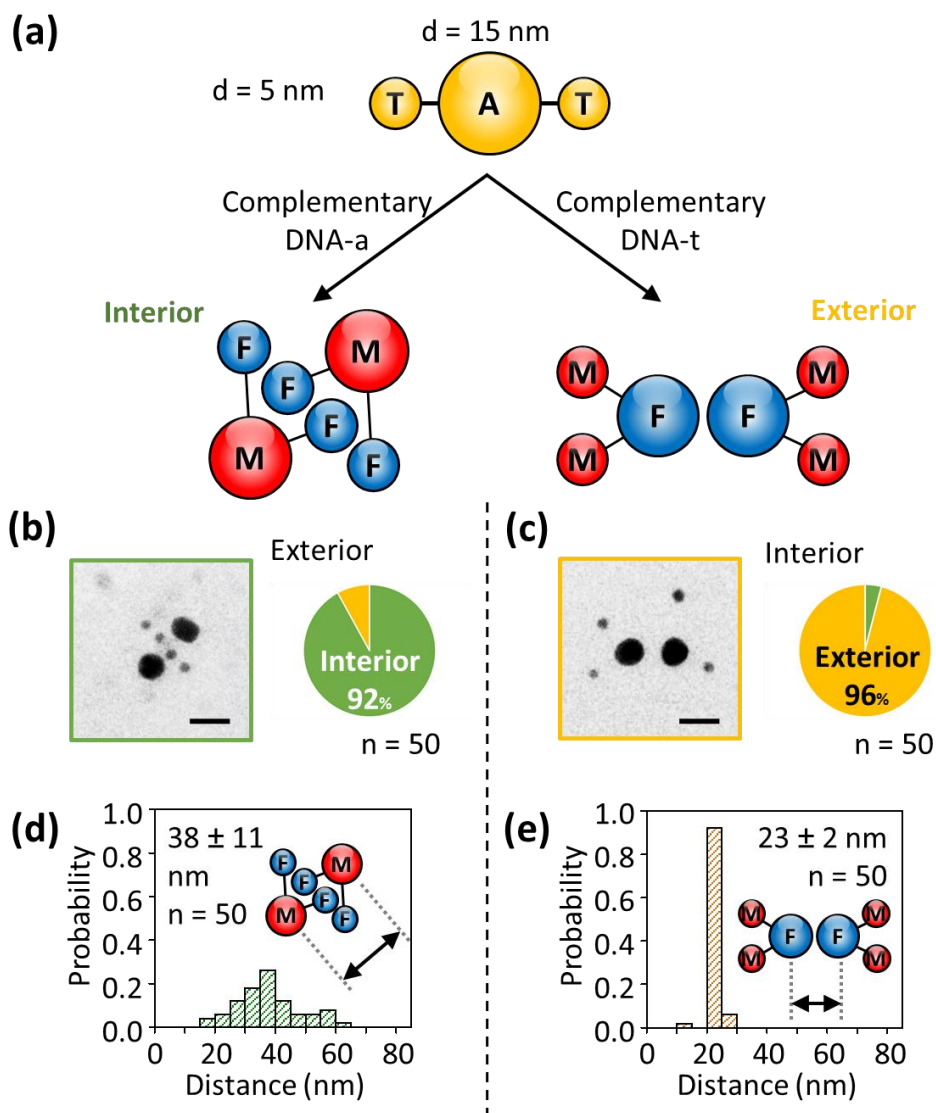 (a)
d = 15 nm
d = 5 nm
T A T
Complementary
DNA-a
Complementary
DNA-t
Interior
Exterior
F M
F
F
M F
M M
F F
M M
(b)
Exterior
Interior
92%
n = 50
(c)
Interior
Exterior
96%
n = 50
(d)
1.0
0.8
0.6
0.4
0.2
0.0
Probability
38 ± 11
nm
n = 50
F M
F
F
M F
0 20 40 60 80
Distance (nm)
(e)
1.0
0.8
0.6
0.4
0.2
0.0
Probability
23 ± 2 nm
n = 50
M M
F F
M M
0 20 40 60 80
Distance (nm)